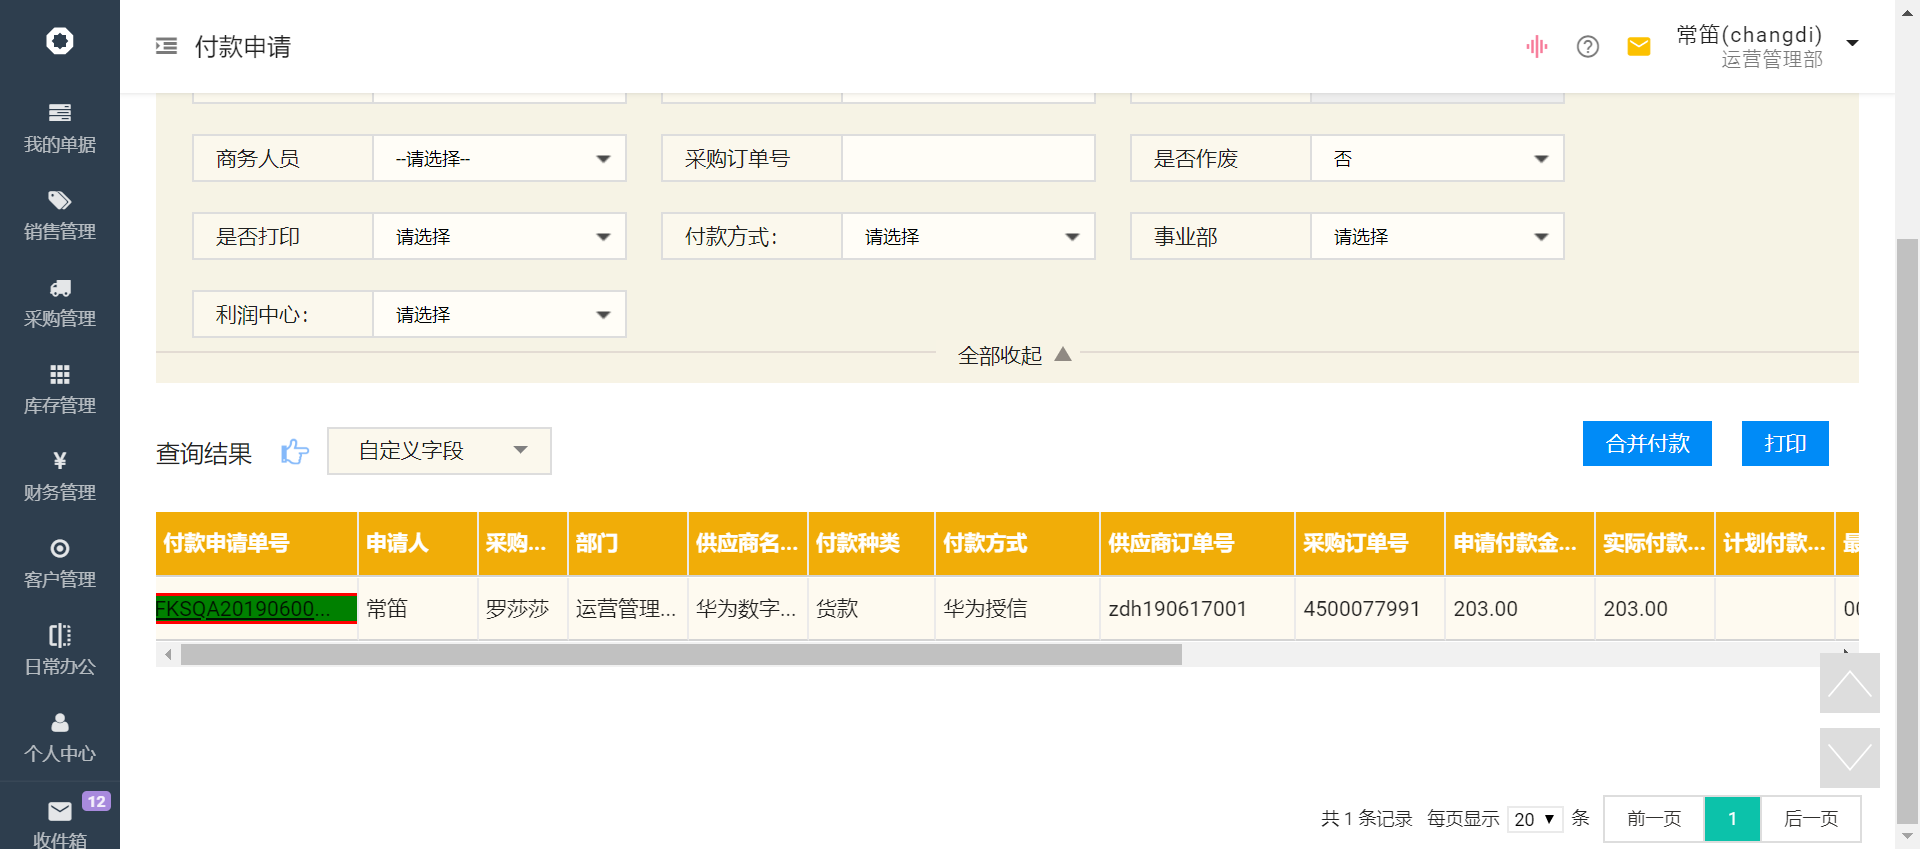 付款申请
常笛(changdi)
运营管理部
我的单据
销售管理
采购管理
库存管理
¥
财务管理
客户管理
日常办公
个人中心
12
收件箱
商务人员 --请选择-- 采购订单号 是否作废 否
是否打印 请选择 付款方式: 请选择 事业部 请选择
利润中心: 请选择
全部收起
查询结果 自定义字段 合并付款 打印
付款申请单号 申请人 采购... 部门 供应商名... 付款种类 付款方式 供应商订单号 采购订单号 申请付款金... 实际付款... 计划付款... 最
FKSQA20190600... 常笛 罗莎莎 运营管理... 华为数字... 货款 华为授信 zdh190617001 4500077991 203.00 203.00
共 1 条记录 每页显示 20 条 前一页 1 后一页